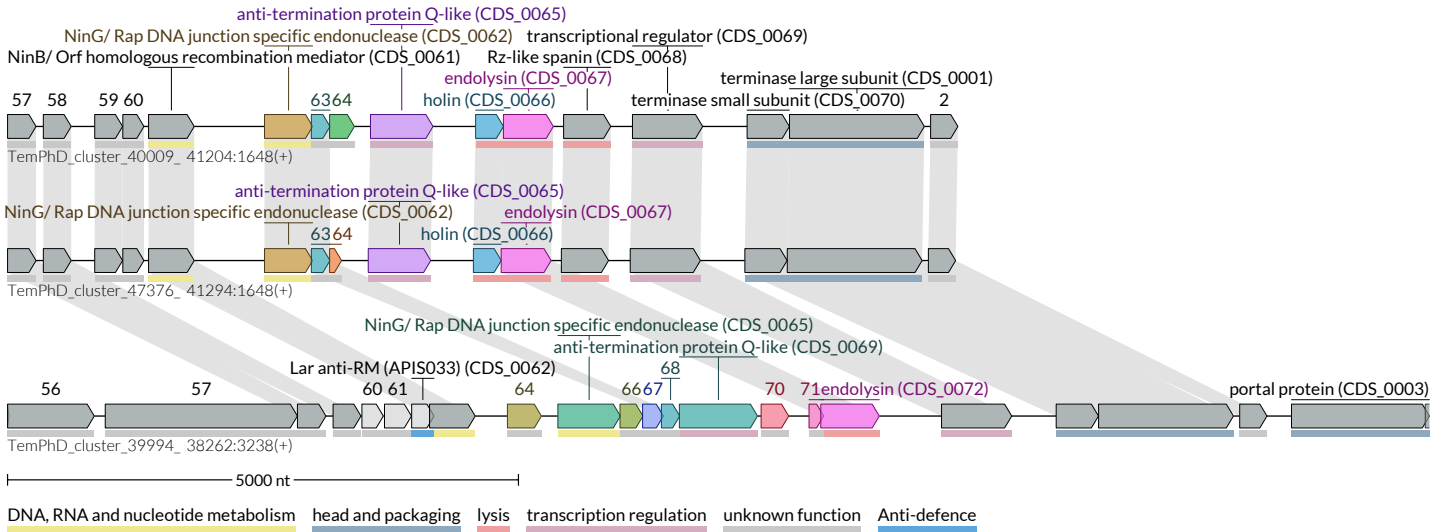 anti-termination protein Q-like (CDS_0065)
NinG/ Rap DNA junction specific endonuclease (CDS_0062) transcriptional regulator (CDS_0069)
NinB/ Orf homologous recombination mediator (CDS_0061) Rz-like spanin (CDS_0068)
endolysin (CDS_0067) terminase large subunit (CDS_0001)
57 58 59 60 63 64 holin (CDS_0066) terminase small subunit (CDS_0070) 2
TemPhD_cluster_40009_ 41204:1648(+)
anti-termination protein Q-like (CDS_0065)
NinG/ Rap DNA junction specific endonuclease (CDS_0062) endolysin (CDS_0067)
63 64 holin (CDS_0066)
TemPhD_cluster_47376_ 41294:1648(+)
NinG/ Rap DNA junction specific endonuclease (CDS_0065)
anti-termination protein Q-like (CDS_0069)
Lar anti-RM (APIS033) (CDS_0062) 68
56 57 60 61 64 66 67 70 71 endolysin (CDS_0072) portal protein (CDS_0003)
TemPhD_cluster_39994_ 38262:3238(+)
5000 nt
DNA, RNA and nucleotide metabolism head and packaging lysis transcription regulation unknown function Anti-defence